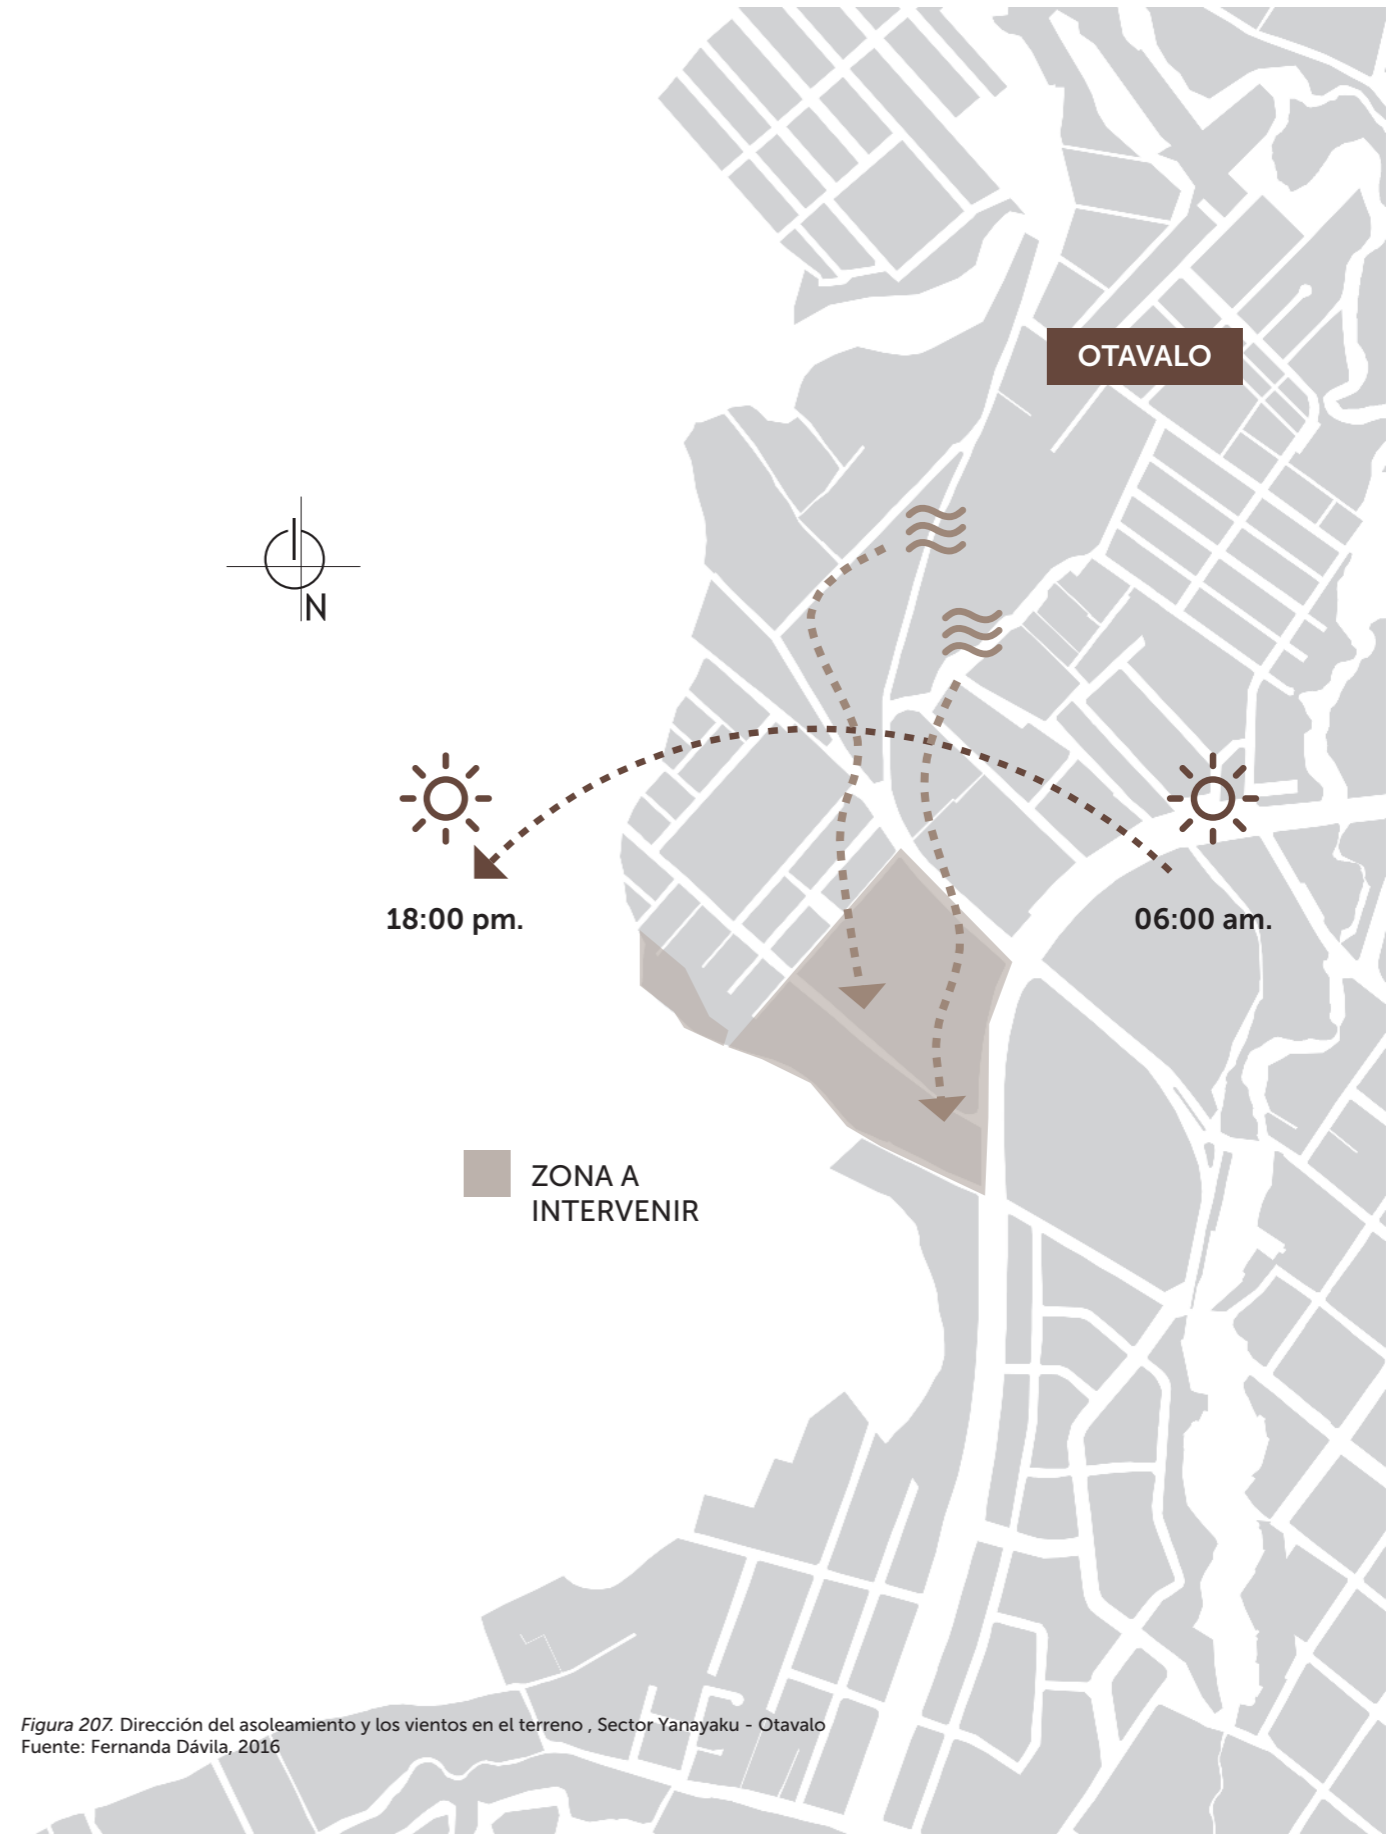 OTAVALO
N
18:00 pm.
06:00 am.
ZONA A
INTERVENIR
Figura 207. Dirección del asoleamiento y los vientos en el terreno , Sector Yanayaku - Otavalo
Fuente: Fernanda Dávila, 2016